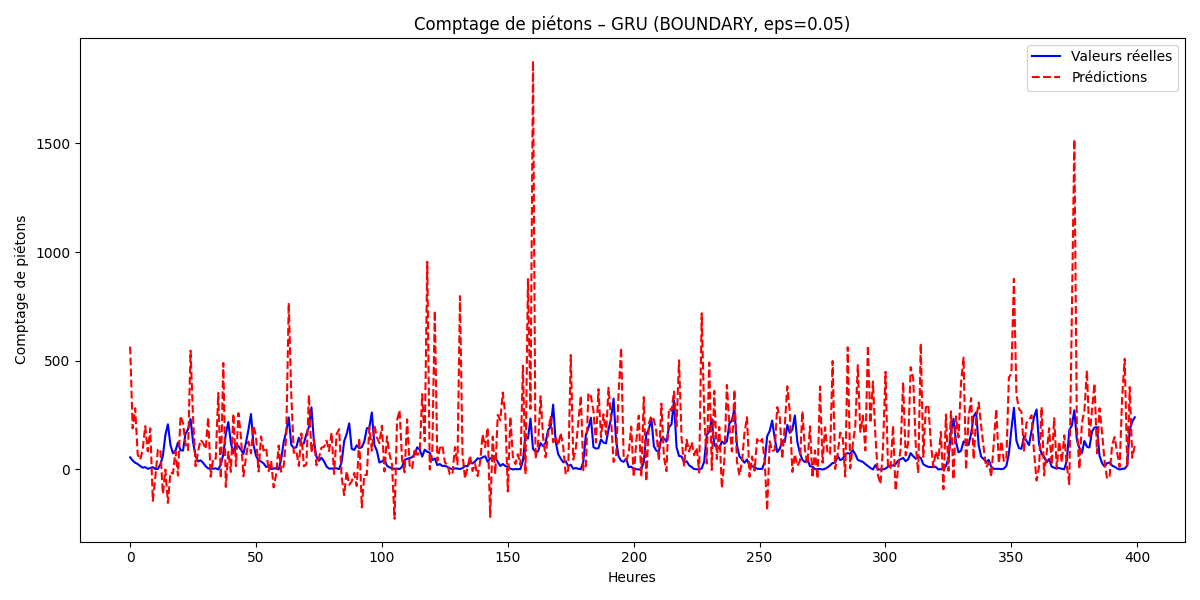 Comptage de piétons – GRU (BOUNDARY, eps=0.05)
Valeurs réelles
Prédictions
Comptage de piétons
1500
1000
500
0
0 50 100 150 200 250 300 350 400
Heures